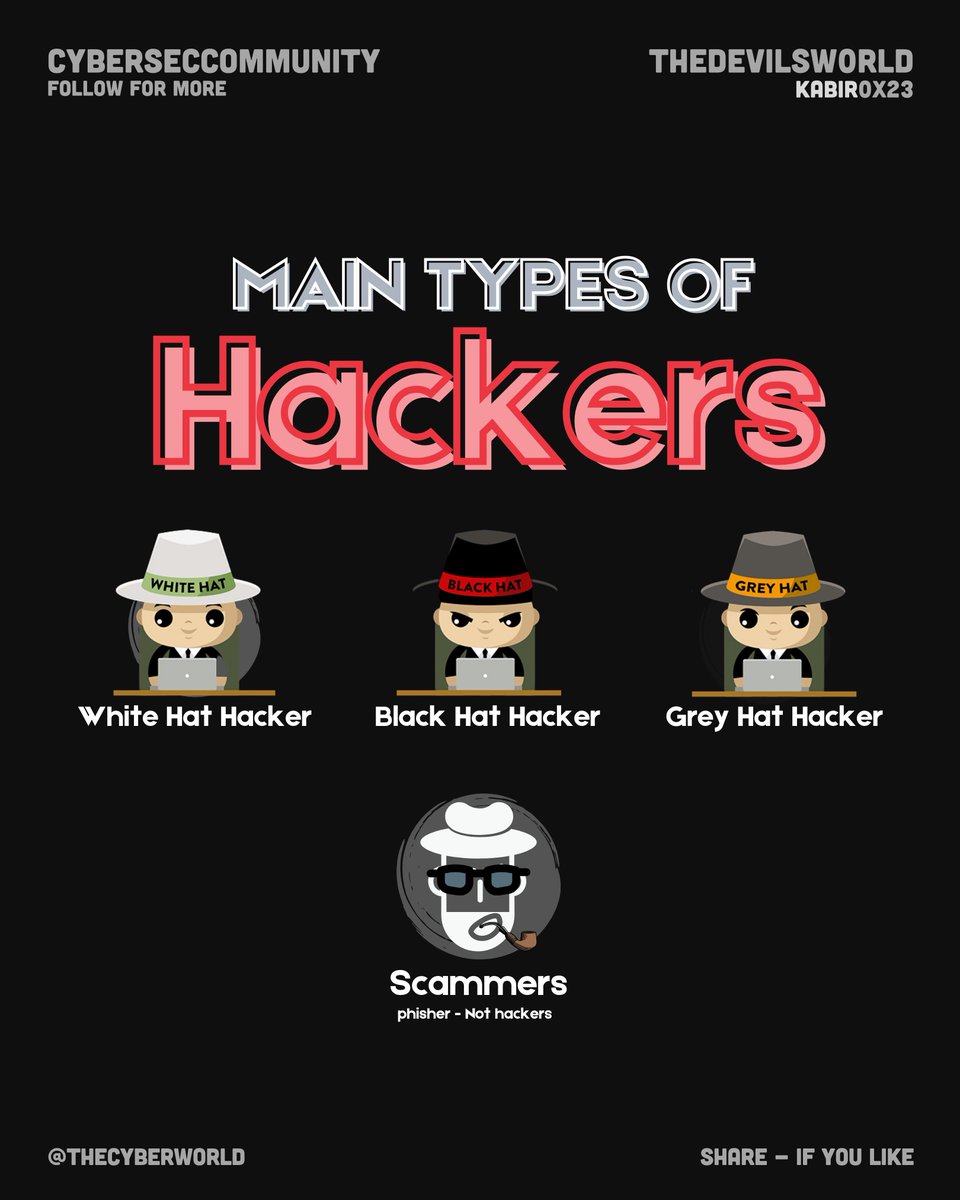 CYBERSECCOMMUNITY
FOLLOW FOR MORE
THEDEVILSWORLD
KABIR0X23
MAIN TYPES OF
Hackers
WHITE HAT
BLACK HAT
GREY HAT
White Hat Hacker
Black Hat Hacker
Grey Hat Hacker
Scammers
phisher - Not hackers
@THECYBERWORLD
SHARE – IF YOU LIKE